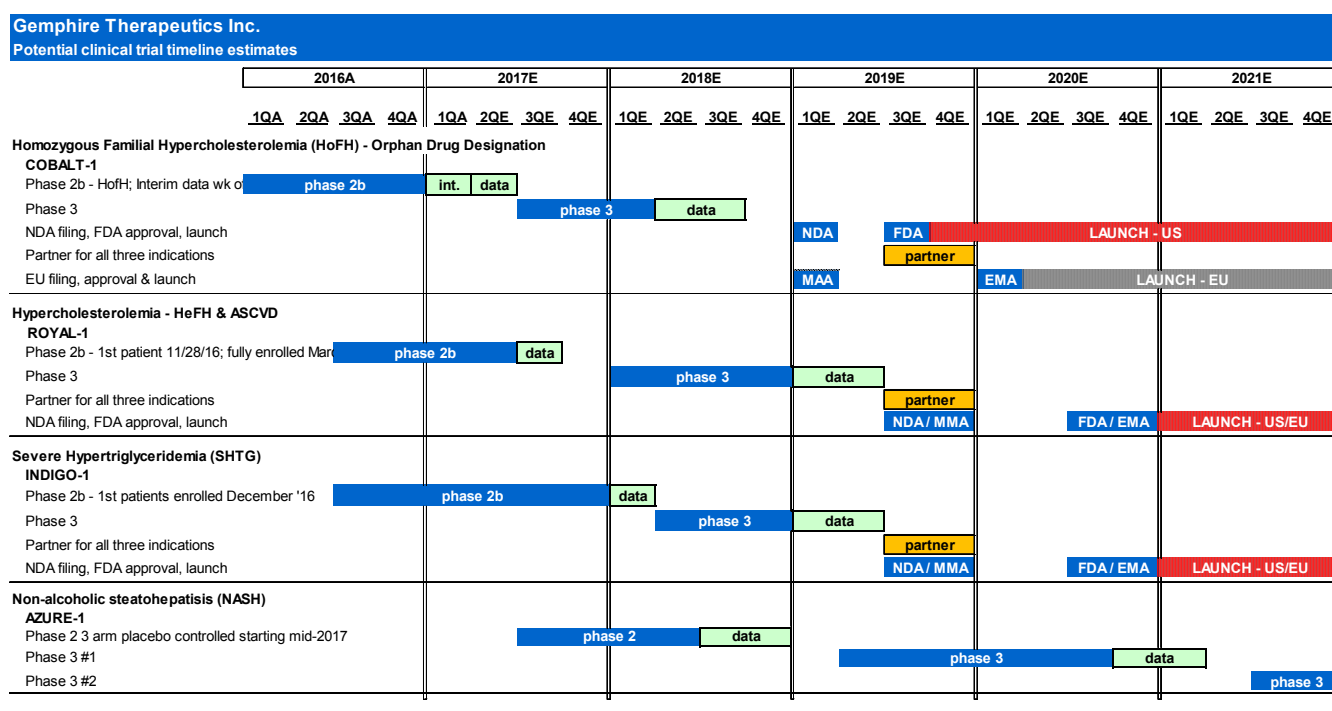 Gemphire Therapeutics Inc.
Potential clinical trial timeline estimates
2016A 2017E 2018E 2019E 2020E 2021E
1QA 2QA 3QA 4QA 1QA 2QE 3QE 4QE 1QE 2QE 3QE 4QE 1QE 2QE 3QE 4QE 1QE 2QE 3QE 4QE 1QE 2QE 3QE 4QE
Homozygous Familial Hypercholesterolemia (HoFH) - Orphan Drug Designation
COBALT-1
Phase 2b - HofH; Interim data wk phase 2b int. data
Phase 3 phase 3 data
NDA filing, FDA approval, launch NDA FDA LAUNCH - US
Partner for all three indications partner
EU filing, approval & launch MAA EMA LAUNCH - EU
Hypercholesterolemia - HeFH & ASCVD
ROYAL-1
Phase 2b - 1st patient 11/28/16; fully enrolled phase 2b data
Phase 3 phase 3 data
Partner for all three indications partner
NDA filing, FDA approval, launch NDA / MMA FDA / EMA LAUNCH - US/EU
Severe Hypertriglyceridemia (SHTG)
INDIGO-1
Phase 2b - 1st patients enrolled December '16 phase 2b data
Phase 3 phase 3 data
Partner for all three indications partner
NDA filing, FDA approval, launch NDA / MMA FDA / EMA LAUNCH - US/EU
Non-alcoholic steatohepatisis (NASH)
AZURE-1
Phase 2 3 arm placebo controlled starting mid-2017 phase 2 data
Phase 3 #1 phase 3 data
Phase 3 #2 phase 3